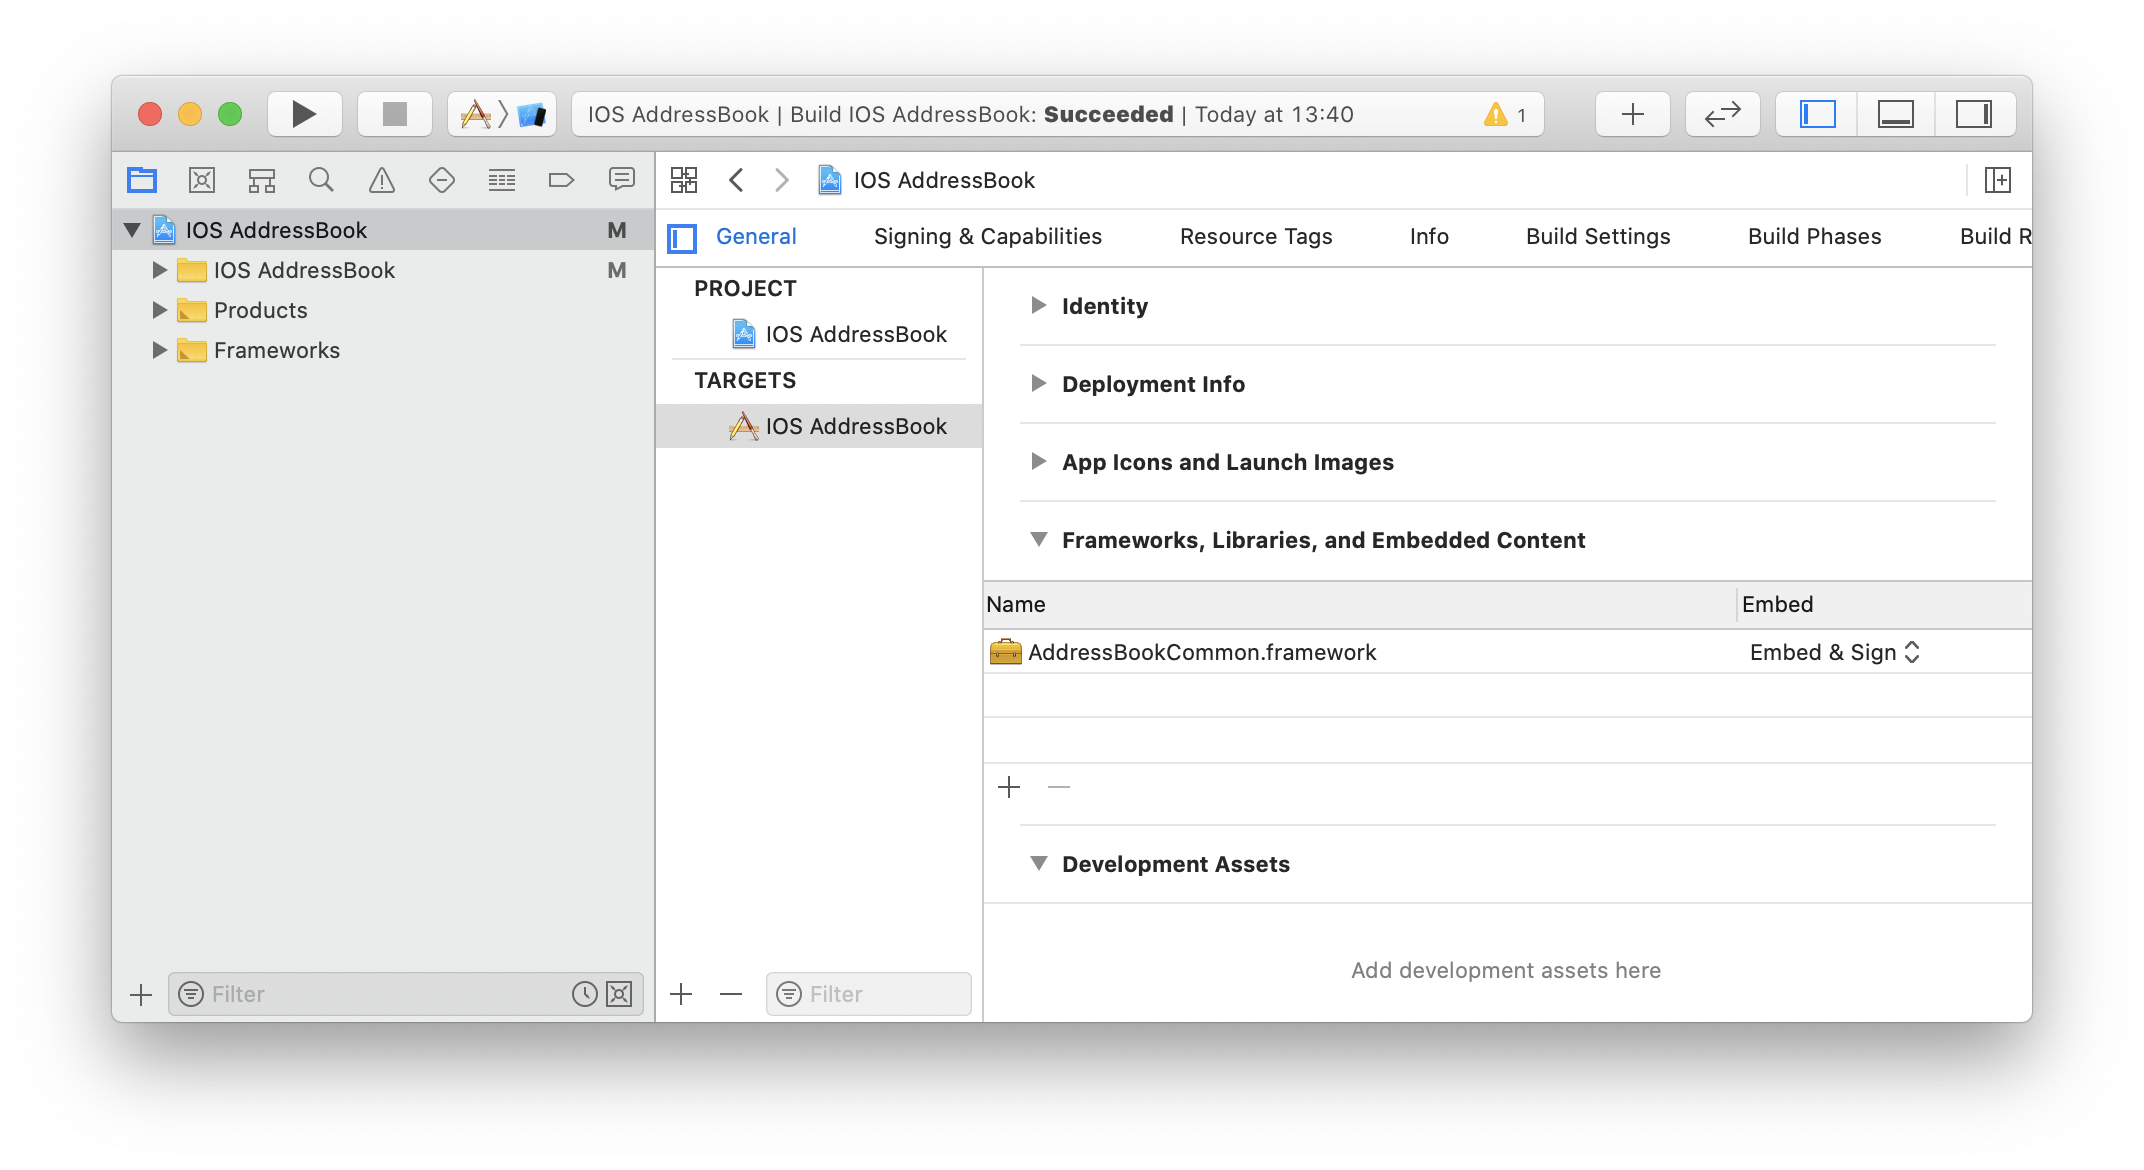 IOS AddressBook | Build IOS AddressBook: Succeeded | Today at 13:40
1
IOS AddressBook M
IOS AddressBook M
Products
Frameworks
Filter
IOS AddressBook
General Signing & Capabilities Resource Tags Info Build Settings Build Phases Build R
PROJECT
IOS AddressBook
TARGETS
IOS AddressBook
Filter
Identity
Deployment Info
App Icons and Launch Images
Frameworks, Libraries, and Embedded Content
Name Embed
AddressBookCommon.framework Embed & Sign
Development Assets
Add development assets here